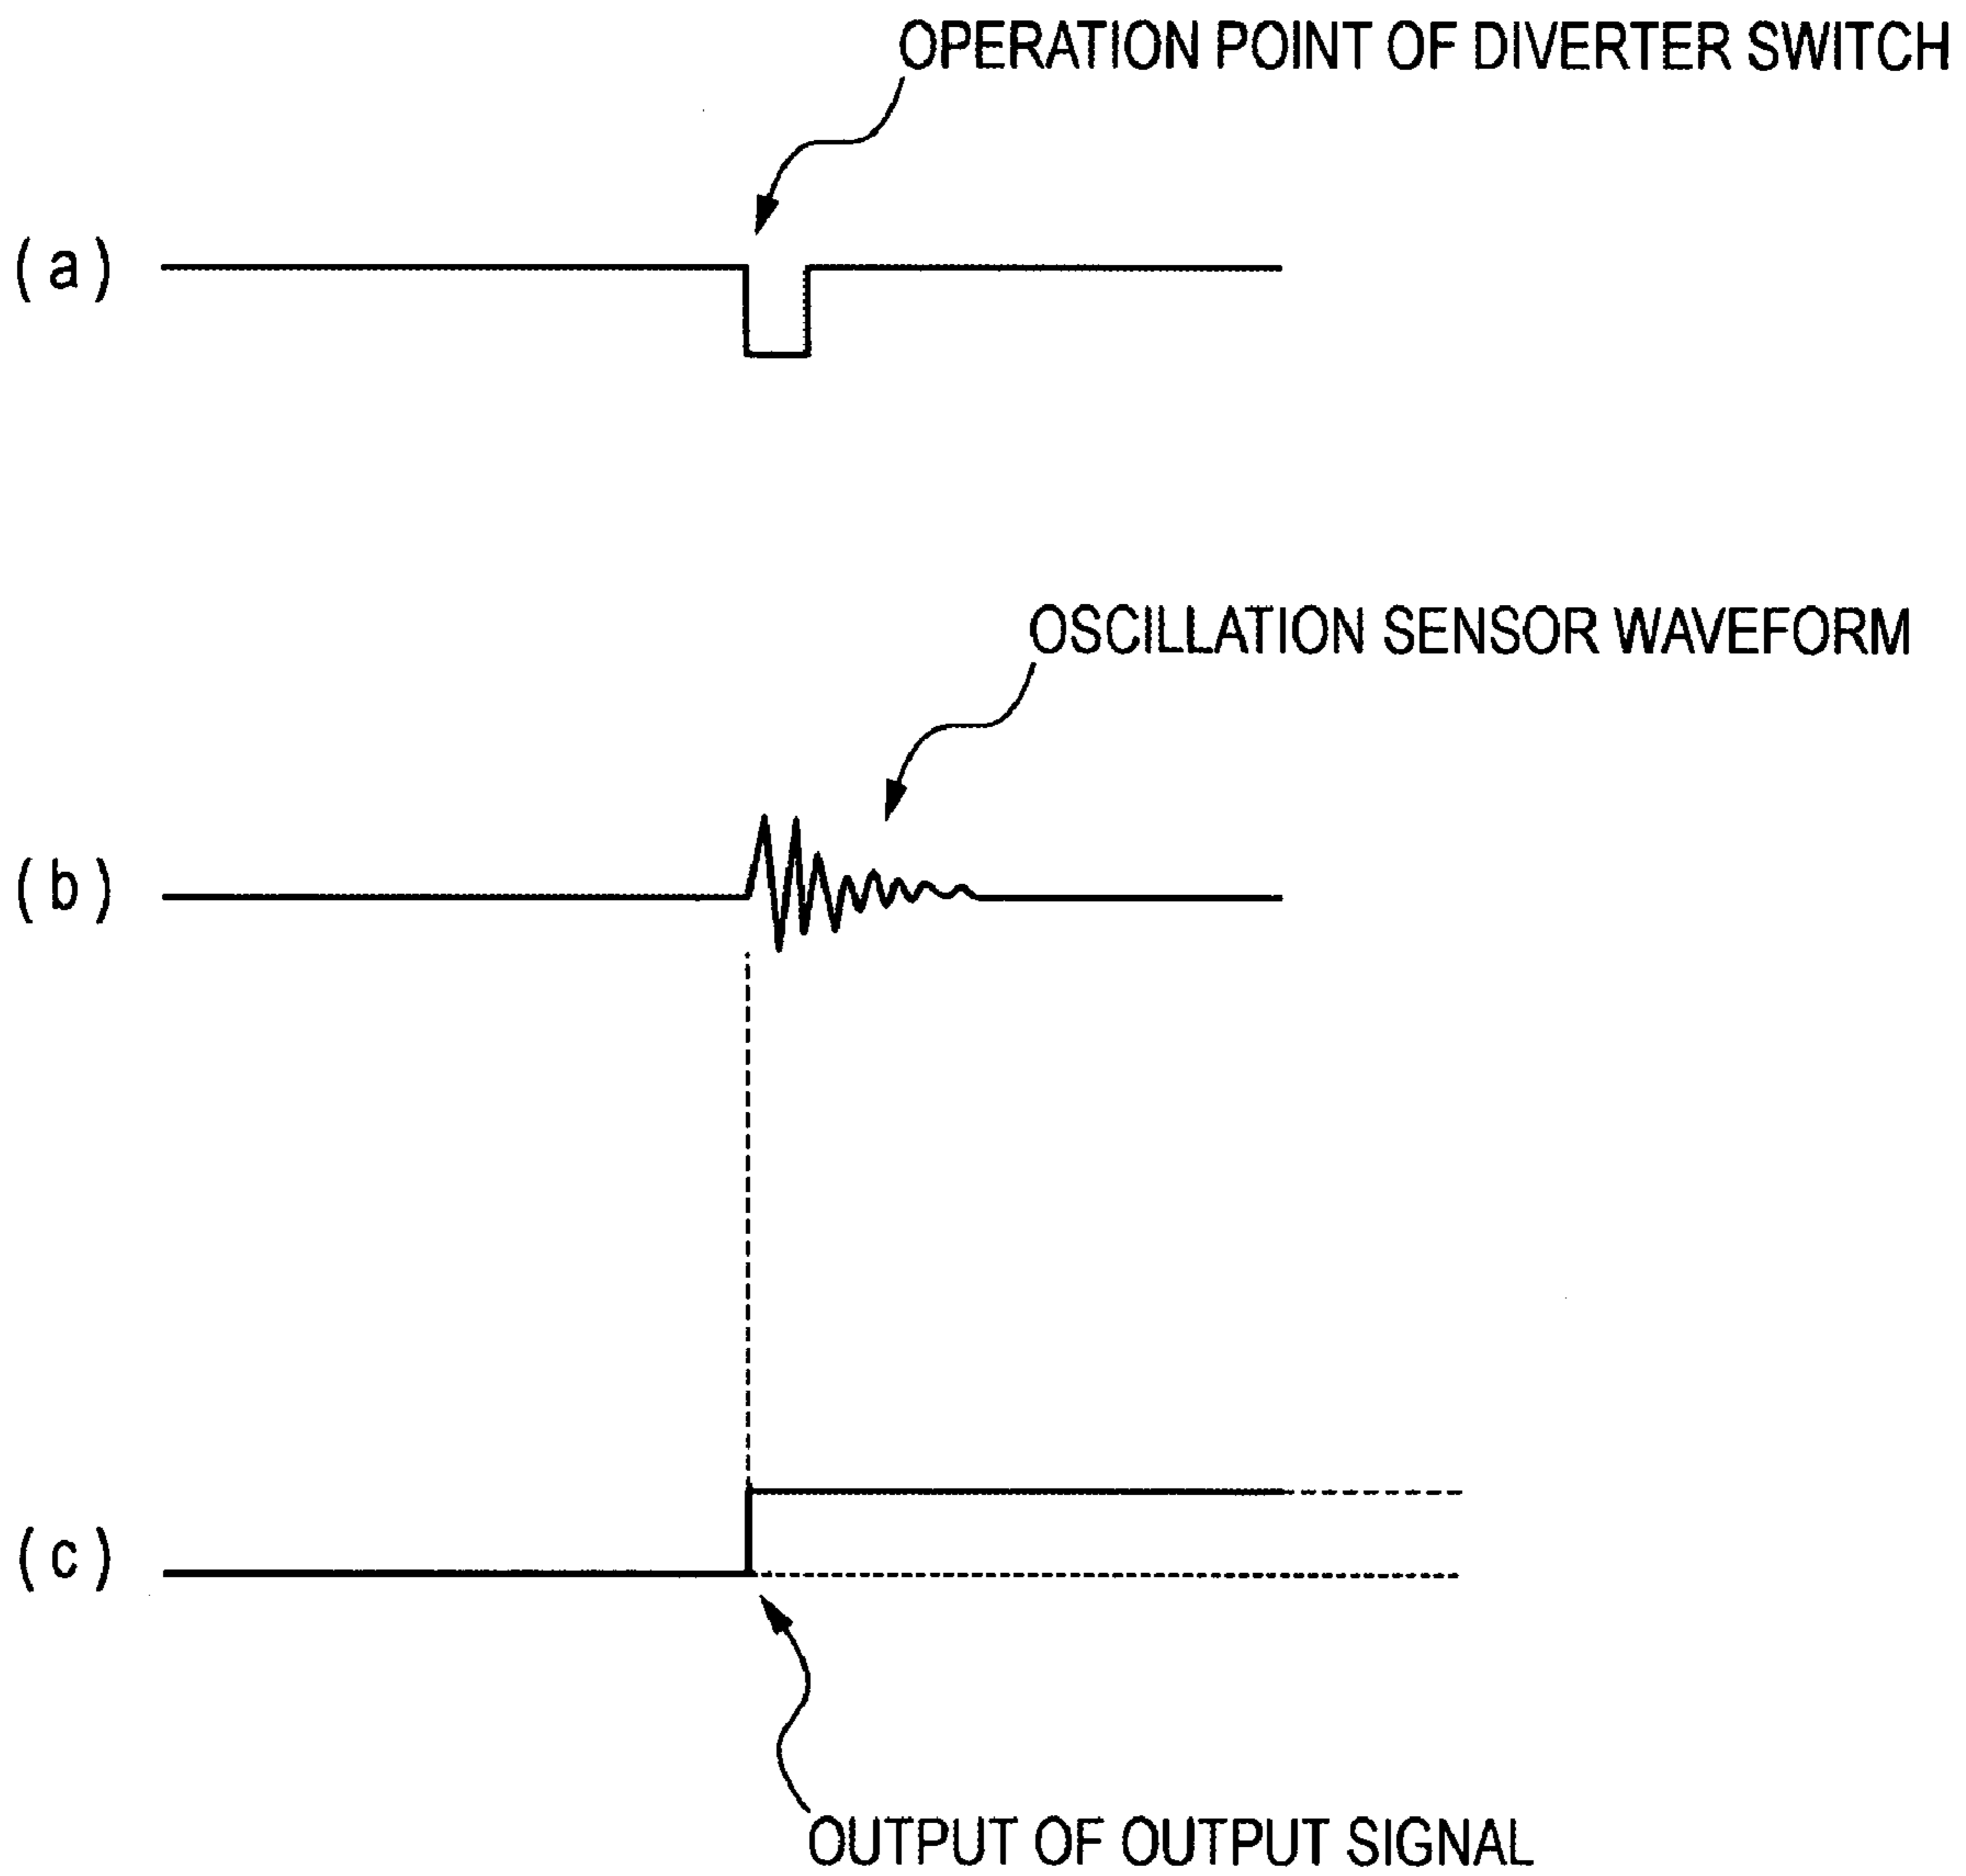 OPERATION POINT OF DIVERTER SWITCH
(a)
OSCILLATION SENSOR WAVEFORM
(b)
(c)
OUTPUT OF OUTPUT SIGNAL